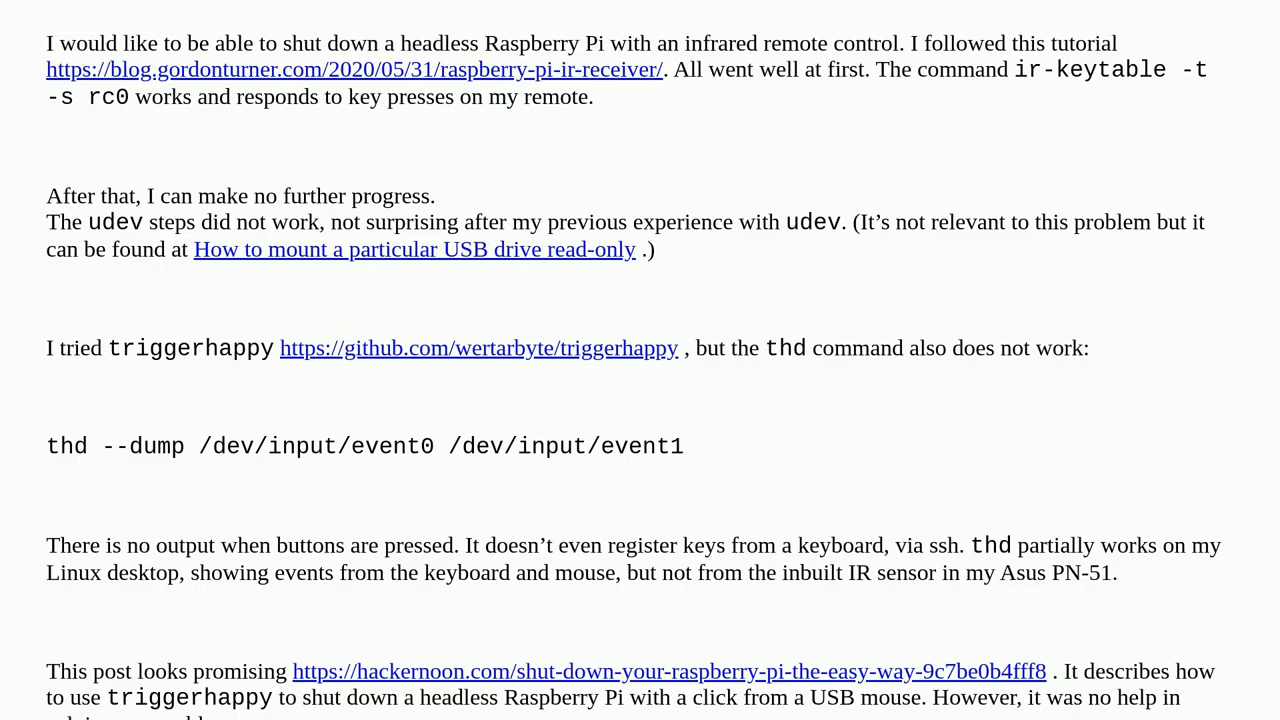 I would like to be able to shut down a headless Raspberry Pi with an infrared remote control. I followed this tutorial
https://blog.gordonturner.com/2020/05/31/raspberry-pi-ir-receiver/. All went well at first. The command ir-keytable -t
-s rc0 works and responds to key presses on my remote.
After that, I can make no further progress.
The udev steps did not work, not surprising after my previous experience with udev. (It’s not relevant to this problem but it
can be found at How to mount a particular USB drive read-only .)
I tried triggerhappy https://github.com/wertarbyte/triggerhappy , but the thd command also does not work:
thd --dump /dev/input/event0 /dev/input/event1
There is no output when buttons are pressed. It doesn’t even register keys from a keyboard, via ssh. thd partially works on my
Linux desktop, showing events from the keyboard and mouse, but not from the inbuilt IR sensor in my Asus PN-51.
This post looks promising https://hackernoon.com/shut-down-your-raspberry-pi-the-easy-way-9c7be0b4fff8 . It describes how
to use triggerhappy to shut down a headless Raspberry Pi with a click from a USB mouse. However, it was no help in